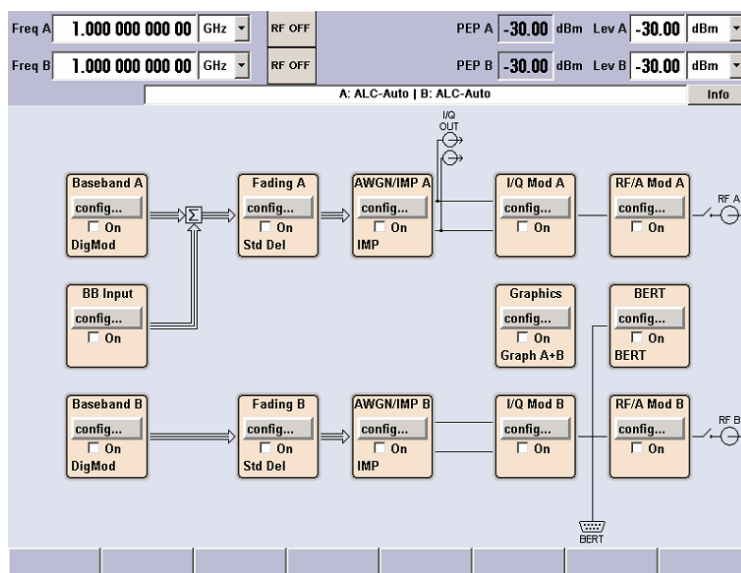 Freq A 1.000 000 000 00 GHz RF OFF PEP A -30.00 dBm Lev A -30.00 dBm
Freq B 1.000 000 000 00 GHz RF OFF PEP B -30.00 dBm Lev B -30.00 dBm
A: ALC-Auto | B: ALC-Auto Info
I/Q
OUT
Baseband A Fading A AWGN/IMP A I/Q Mod A RF/A Mod A
config... config... config... config... config... RF A
On Σ On On On On
DigMod Std Del IMP
BB Input Graphics BERT
config... config... config...
On On On
Graph A+B BERT
Baseband B Fading B AWGN/IMP B I/Q Mod B RF/A Mod B
config... config... config... config... config... RF B
On On On On On
DigMod Std Del IMP
BERT